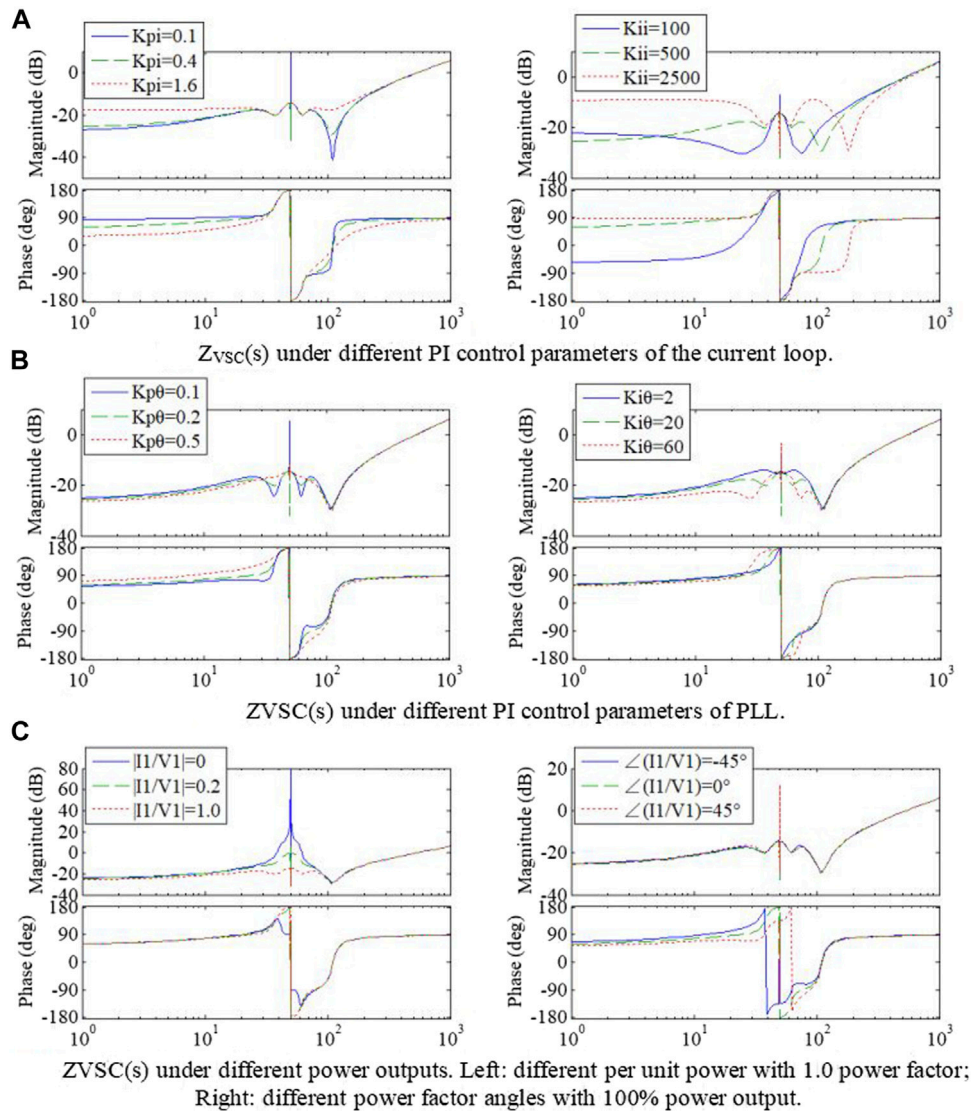 A
Kpi=0.1
Kpi=0.4
Kpi=1.6
Magnitude (dB)
0
-20
-40
Phase (deg)
180
90
0
-90
-180
10^0 10^1 10^2 10^3
Kii=100
Kii=500
Kii=2500
Magnitude (dB)
0
-20
-40
Phase (deg)
180
90
0
-90
-180
10^0 10^1 10^2 10^3
Z_VSC(s) under different PI control parameters of the current loop.
B
Kpθ=0.1
Kpθ=0.2
Kpθ=0.5
Magnitude (dB)
0
-20
-40
Phase (deg)
180
90
0
-90
-180
10^0 10^1 10^2 10^3
Kiθ=2
Kiθ=20
Kiθ=60
Magnitude (dB)
0
-20
-40
Phase (deg)
180
90
0
-90
-180
10^0 10^1 10^2 10^3
ZVSC(s) under different PI control parameters of PLL.
C
|I1/V1|=0
|I1/V1|=0.2
|I1/V1|=1.0
Magnitude (dB)
80
60
40
20
0
-20
-40
Phase (deg)
180
90
0
-90
-180
10^0 10^1 10^2 10^3
∠(I1/V1)=-45°
∠(I1/V1)=0°
∠(I1/V1)=45°
Magnitude (dB)
20
0
-20
-40
Phase (deg)
180
90
0
-90
-180
10^0 10^1 10^2 10^3
ZVSC(s) under different power outputs. Left: different per unit power with 1.0 power factor;
Right: different power factor angles with 100% power output.